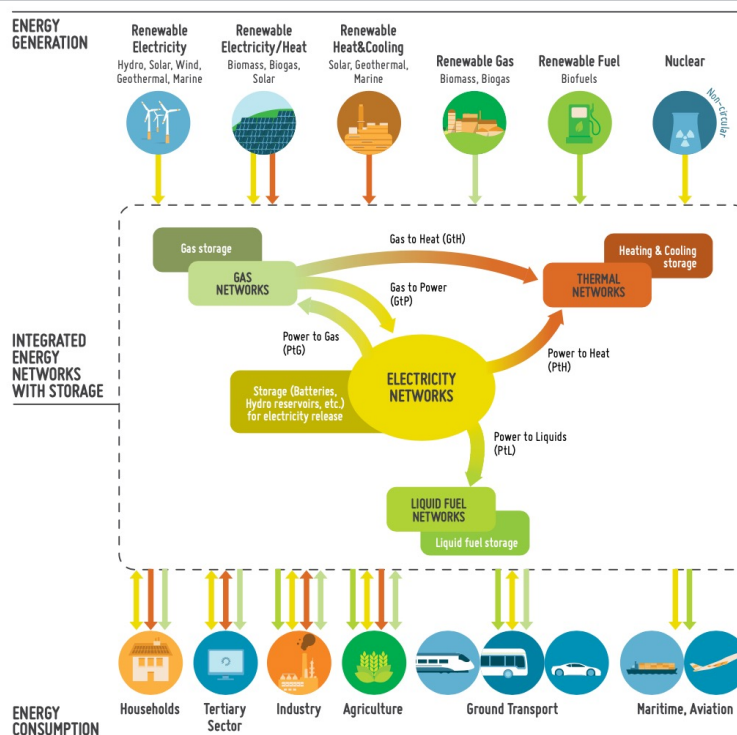 ENERGY
GENERATION
Renewable
Electricity
Hydro, Solar, Wind,
Geothermal, Marine
Renewable
Electricity/Heat
Biomass, Biogas,
Solar
Renewable
Heat&Cooling
Solar, Geothermal,
Marine
Renewable Gas
Biomass, Biogas
Renewable Fuel
Biofuels
Nuclear
Non-circular
INTEGRATED
ENERGY
NETWORKS
WITH STORAGE
Gas storage
GAS
NETWORKS
Gas to Heat (GtH)
Heating & Cooling
storage
THERMAL
NETWORKS
Gas to Power
(GtP)
Power to Gas
(PtG)
Power to Heat
(PtH)
ELECTRICITY
NETWORKS
Storage (Batteries,
Hydro reservoirs, etc.)
for electricity release
Power to Liquids
(PtL)
LIQUID FUEL
NETWORKS
Liquid fuel storage
ENERGY
CONSUMPTION
Households
Tertiary
Sector
Industry
Agriculture
Ground Transport
Maritime, Aviation